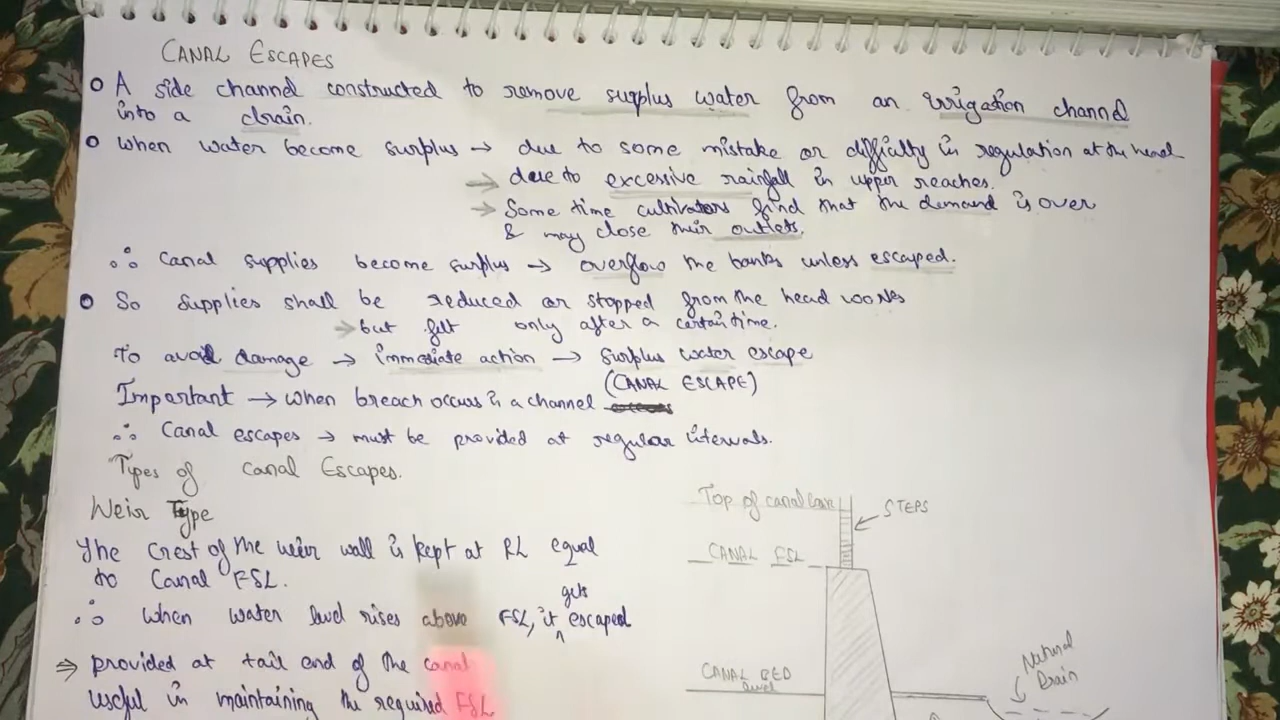 CANAL ESCAPES
O A side channel constructed to remove surplus water from an irrigation channel
into a drain.
O When water become surplus → due to some mistake or difficulty in regulation at the head
→ due to excessive rainfall in upper reaches.
→ Some time cultivators find that the demand is over
& may close their outlets.
∴ Canal supplies become surplus → overflow the banks unless escaped.
O So supplies shall be reduced or stopped from the head works
→ but felt only after a certain time.
To avoid damage → immediate action → surplus water escape
(CANAL ESCAPE)
Important → when breach occurs in a channel
∴ Canal escapes → must be provided at regular intervals.
Types of Canal Escapes.
Weir Type
The crest of the weir wall is kept at RL equal
to Canal FSL.
∴ When water level rises above FSL, it gets escaped
⇒ provided at tail end of the canal
useful in maintaining the required FSL
Top of canal bank
STEPS
CANAL FSL
CANAL BED
level
Natural
Drain